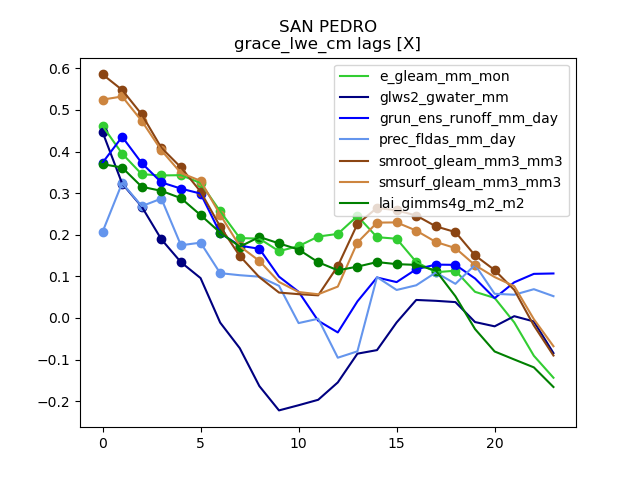 SAN PEDRO
grace_lwe_cm lags [X]
e_gleam_mm_mon
glws2_gwater_mm
grun_ens_runoff_mm_day
prec_fldas_mm_day
smroot_gleam_mm3_mm3
smsurf_gleam_mm3_mm3
lai_gimms4g_m2_m2
0.6
0.5
0.4
0.3
0.2
0.1
0.0
−0.1
−0.2
0 5 10 15 20